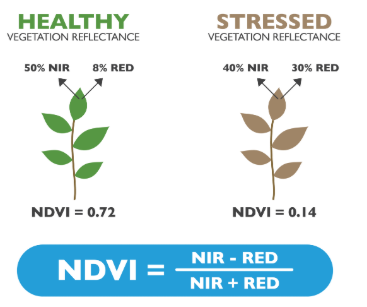 HEALTHY
VEGETATION REFLECTANCE
50% NIR 8% RED
NDVI = 0.72
STRESSED
VEGETATION REFLECTANCE
40% NIR 30% RED
NDVI = 0.14
NDVI = NIR - RED
NIR + RED